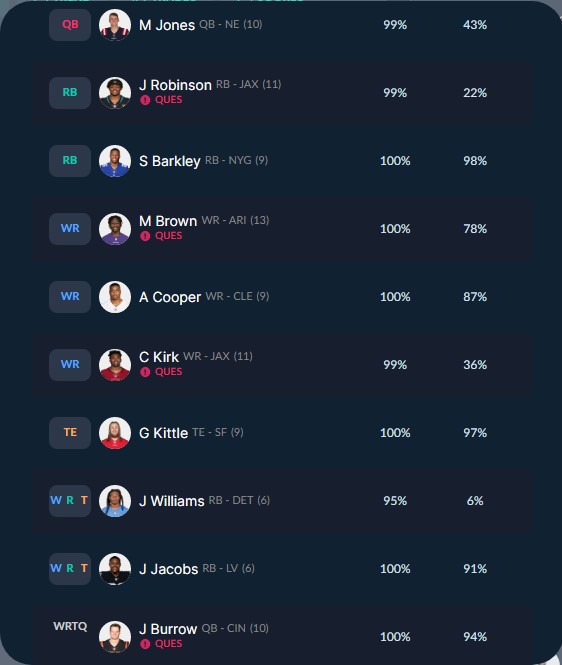 QB M Jones QB - NE (10) 99% 43%
RB J Robinson RB - JAX (11) 99% 22%
QUES
RB S Barkley RB - NYG (9) 100% 98%
WR M Brown WR - ARI (13) 100% 78%
QUES
WR A Cooper WR - CLE (9) 100% 87%
WR C Kirk WR - JAX (11) 99% 36%
QUES
TE G Kittle TE - SF (9) 100% 97%
W R T J Williams RB - DET (6) 95% 6%
W R T J Jacobs RB - LV (6) 100% 91%
WRTQ J Burrow QB - CIN (10) 100% 94%
QUES